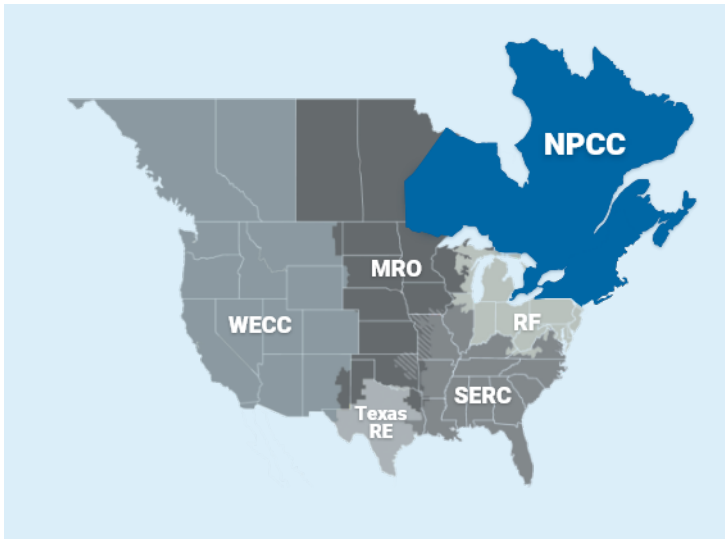 NPCC
MRO
WECC
RF
SERC
Texas
RE